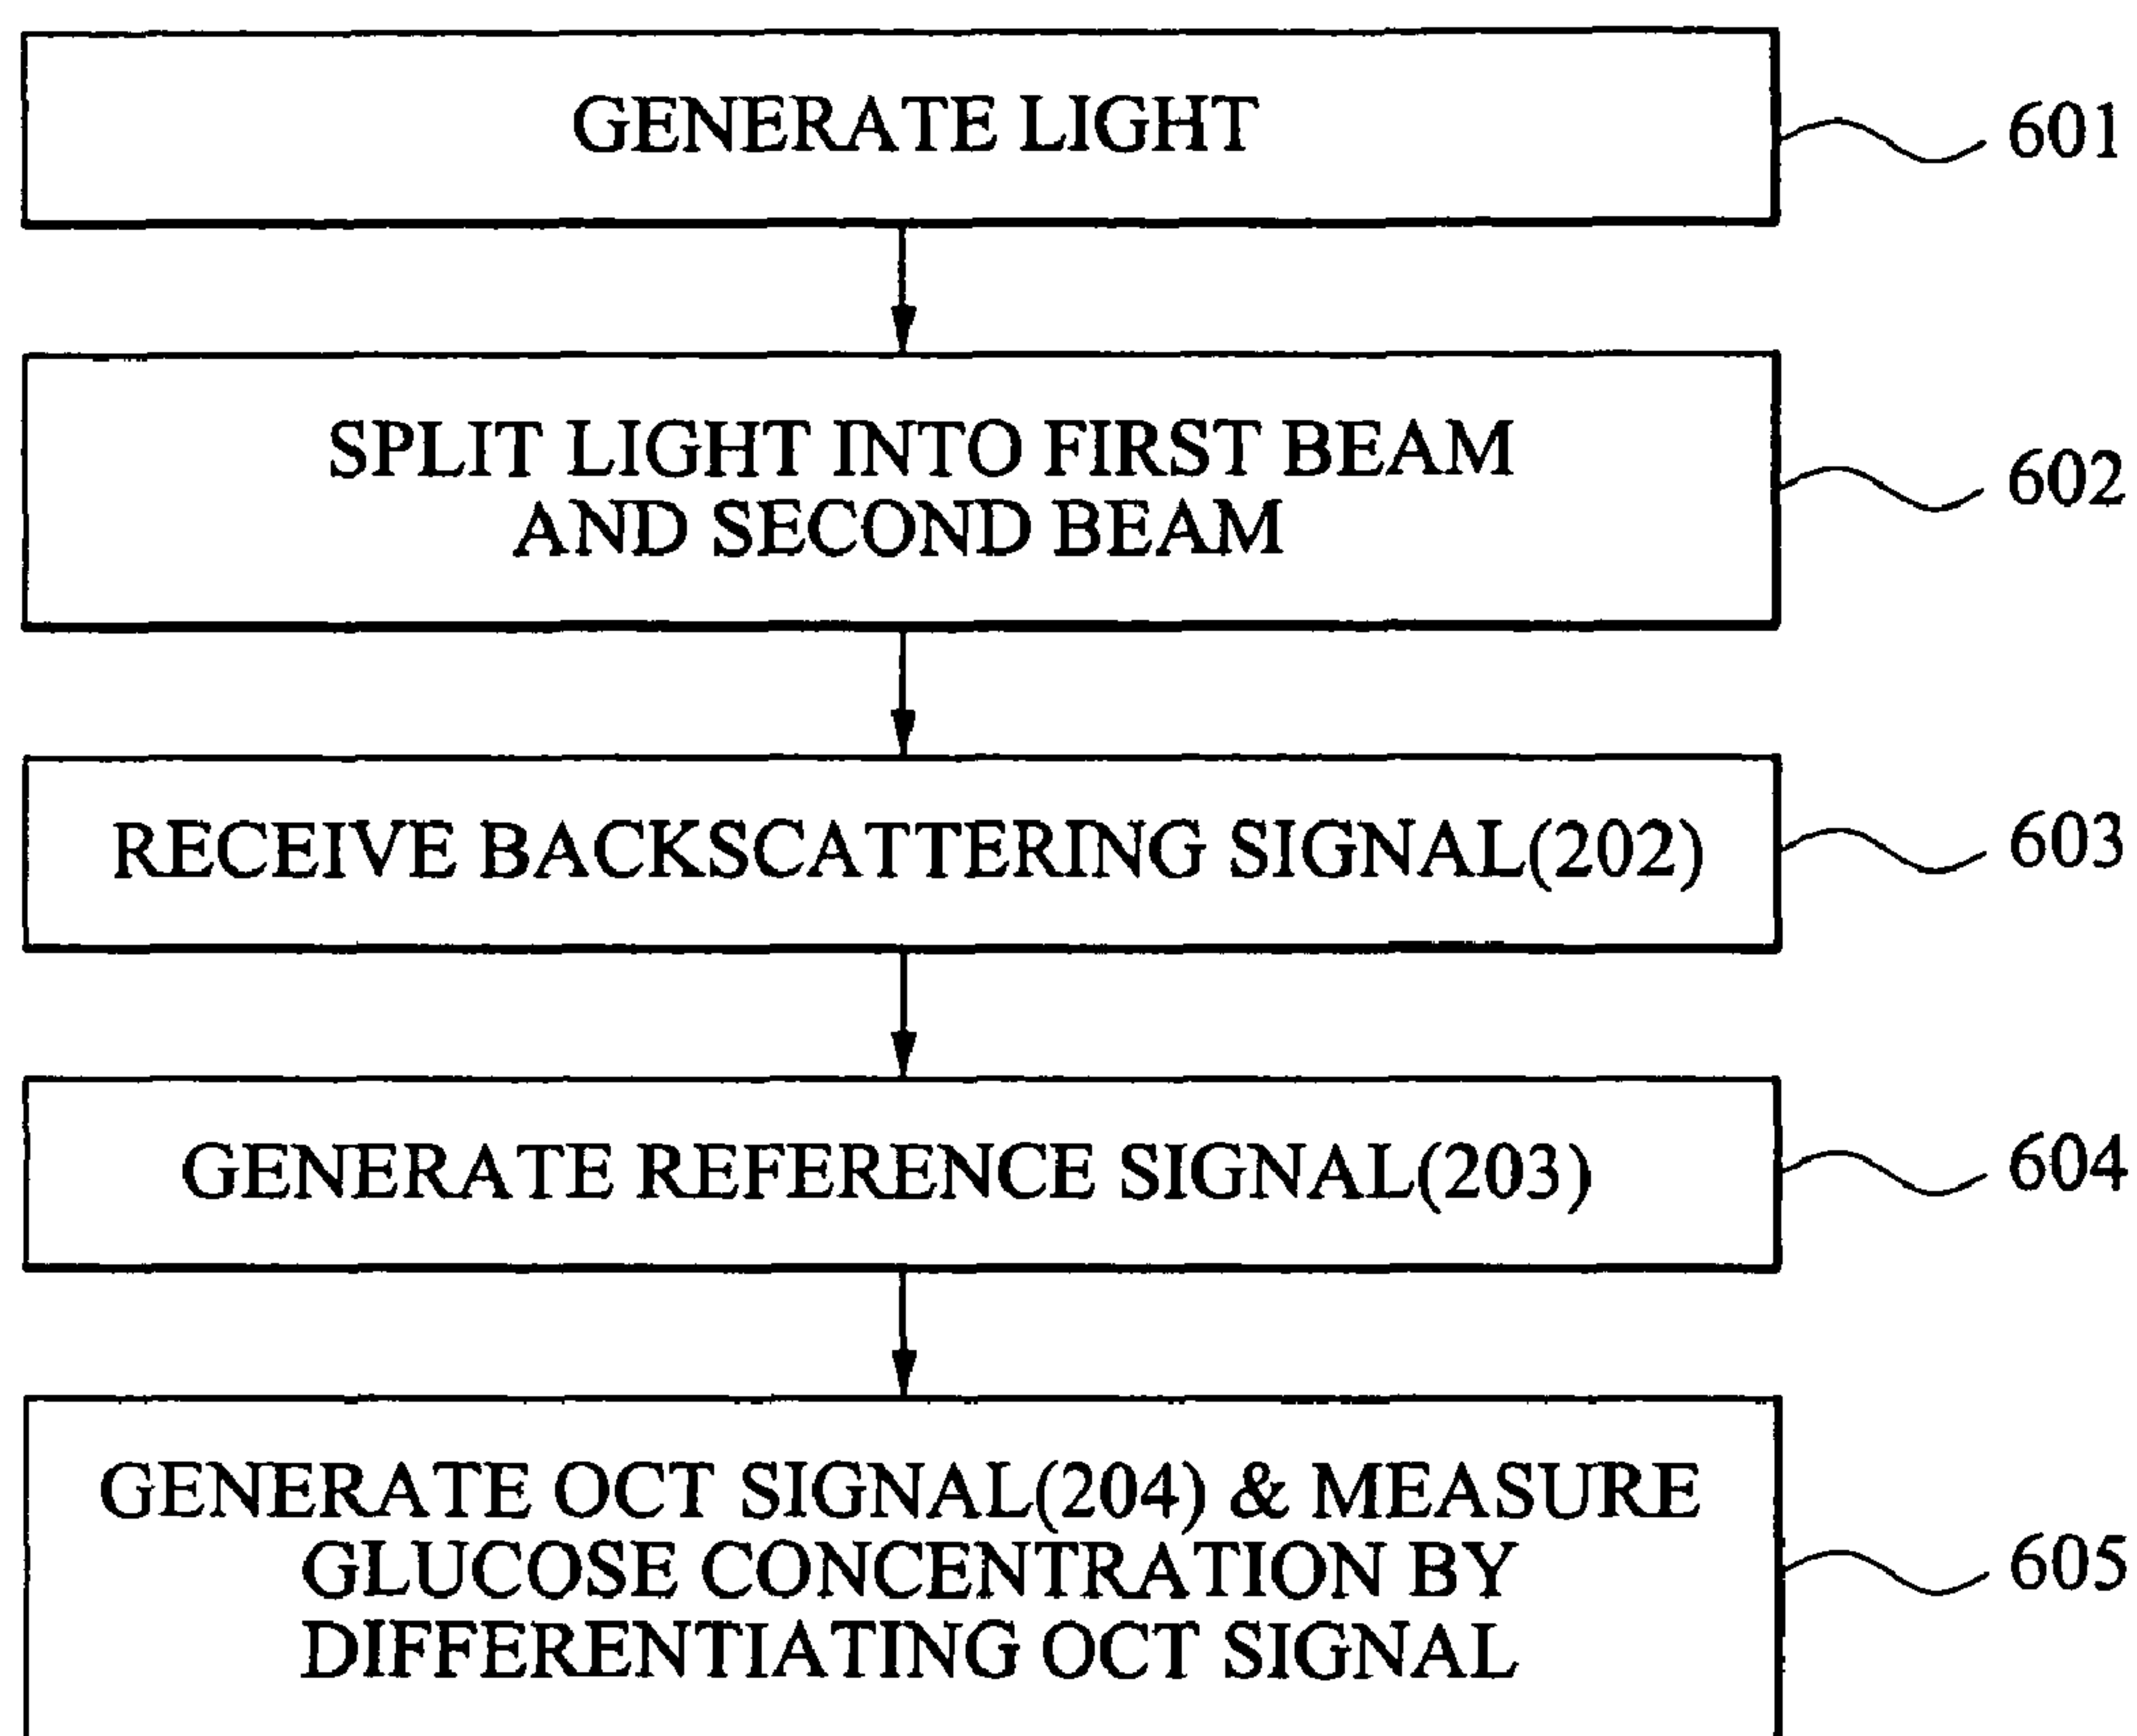 GENERATE LIGHT
601
SPLIT LIGHT INTO FIRST BEAM
AND SECOND BEAM
602
RECEIVE BACKSCATTERING SIGNAL(202)
603
GENERATE REFERENCE SIGNAL(203)
604
GENERATE OCT SIGNAL(204) & MEASURE
GLUCOSE CONCENTRATION BY
DIFFERENTIATING OCT SIGNAL
605